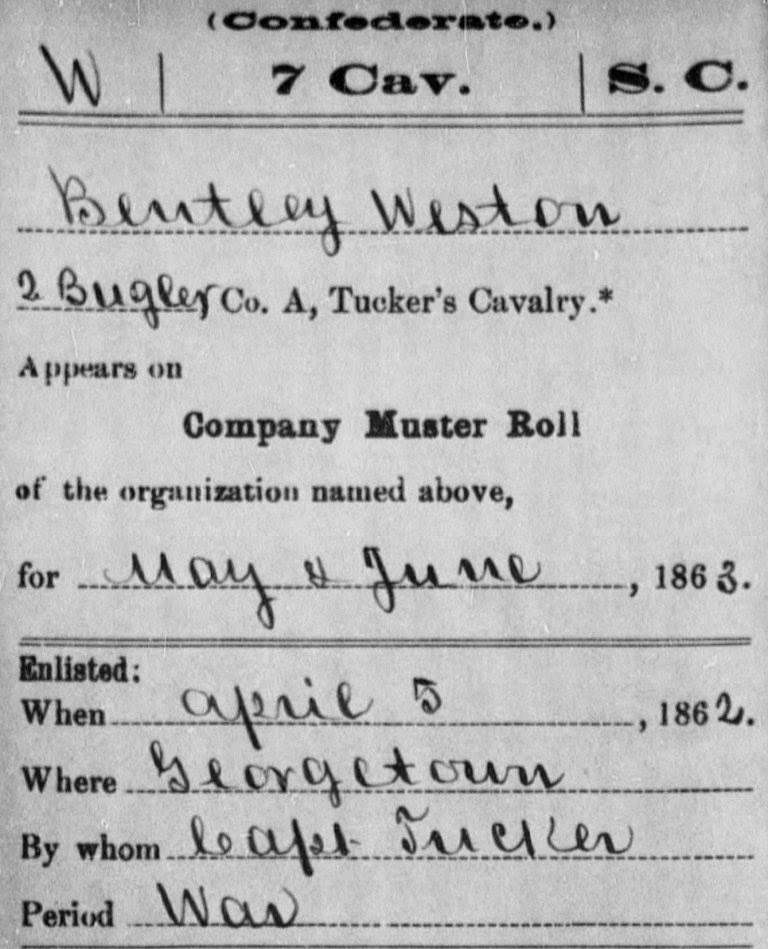 (Confederate.)
W | 7 Cav. | S. C.
Bentley Weston
2 Bugler Co. A, Tucker's Cavalry.*
Appears on
Company Muster Roll
of the organization named above,
for May & June, 1863.
Enlisted:
When April 5, 1862.
Where Georgetown
By whom Capt Tucker
Period War